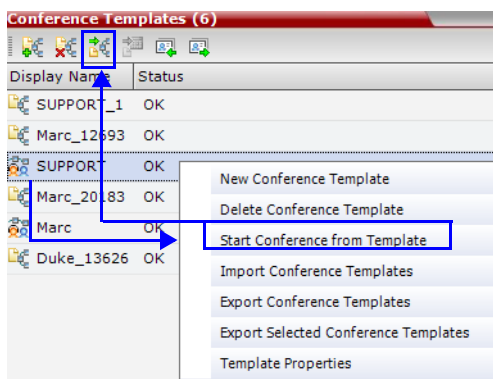 Conference Templates (6)
Display Name Status
SUPPORT_1 OK
Marc_12693 OK
SUPPORT OK
Marc_20183 OK
Marc OK
Duke_13626 OK
New Conference Template
Delete Conference Template
Start Conference from Template
Import Conference Templates
Export Conference Templates
Export Selected Conference Templates
Template Properties